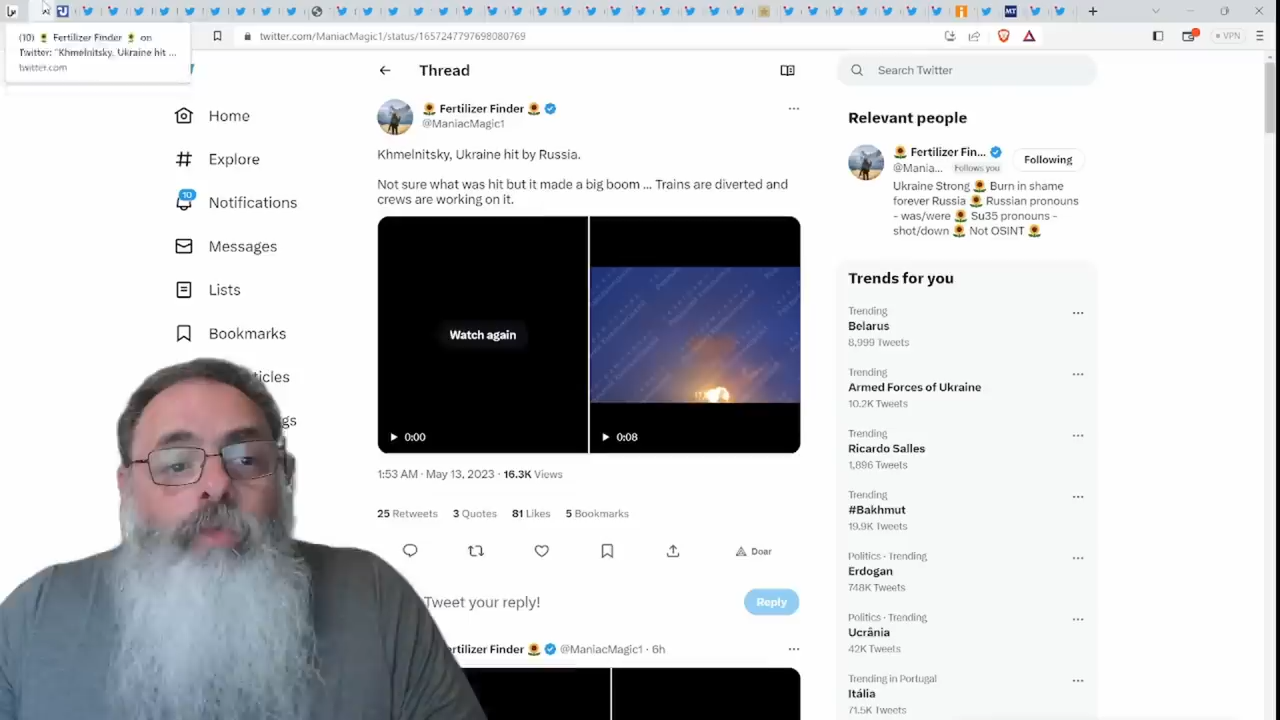 (10) 🌻 Fertilizer Finder 🌻 on
Twitter: "Khmelnitsky, Ukraine hit ...
twitter.com
twitter.com/ManiacMagic1/status/1657247797698080769
VPN
Home
Explore
10
Notifications
Messages
Lists
Bookmarks
ticles
gs
Thread
🌻 Fertilizer Finder 🌻
@ManiacMagic1
Khmelnitsky, Ukraine hit by Russia.
Not sure what was hit but it made a big boom ... Trains are diverted and
crews are working on it.
Watch again
0:00
0:08
1:53 AM · May 13, 2023 · 16.3K Views
25 Retweets 3 Quotes 81 Likes 5 Bookmarks
Doar
Tweet your reply!
Reply
ertilizer Finder 🌻 @ManiacMagic1 · 6h
Search Twitter
Relevant people
🌻 Fertilizer Fin...
@Mania... Follows you
Following
Ukraine Strong 🌻 Burn in shame
forever Russia 🌻 Russian pronouns
- was/were 🌻 Su35 pronouns -
shot/down 🌻 Not OSINT 🌻
Trends for you
Trending
Belarus
8,999 Tweets
Trending
Armed Forces of Ukraine
10.2K Tweets
Trending
Ricardo Salles
1,896 Tweets
Trending
#Bakhmut
19.9K Tweets
Politics · Trending
Erdogan
748K Tweets
Politics · Trending
Ucrânia
42K Tweets
Trending in Portugal
Itália
71.5K Tweets